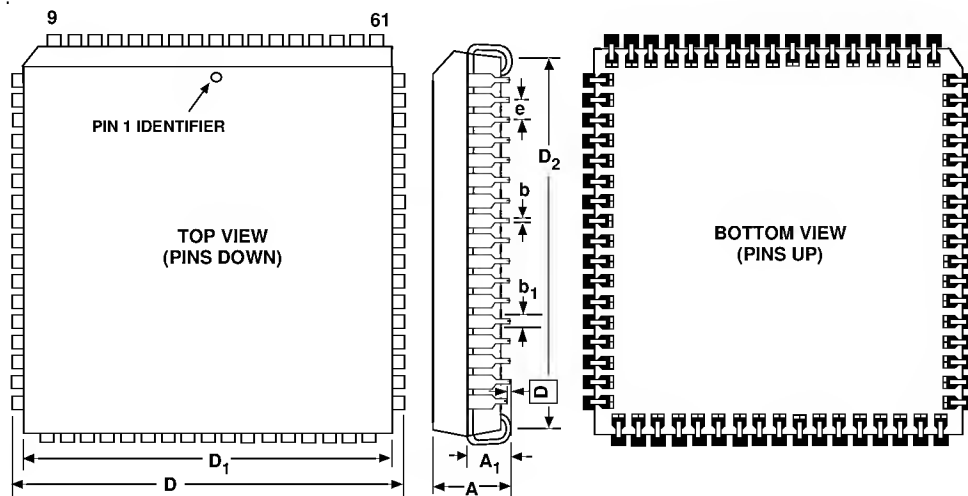 9
61
PIN 1 IDENTIFIER
TOP VIEW
(PINS DOWN)
D1
D
e
D2
b
b1
D
A1
A
BOTTOM VIEW
(PINS UP)